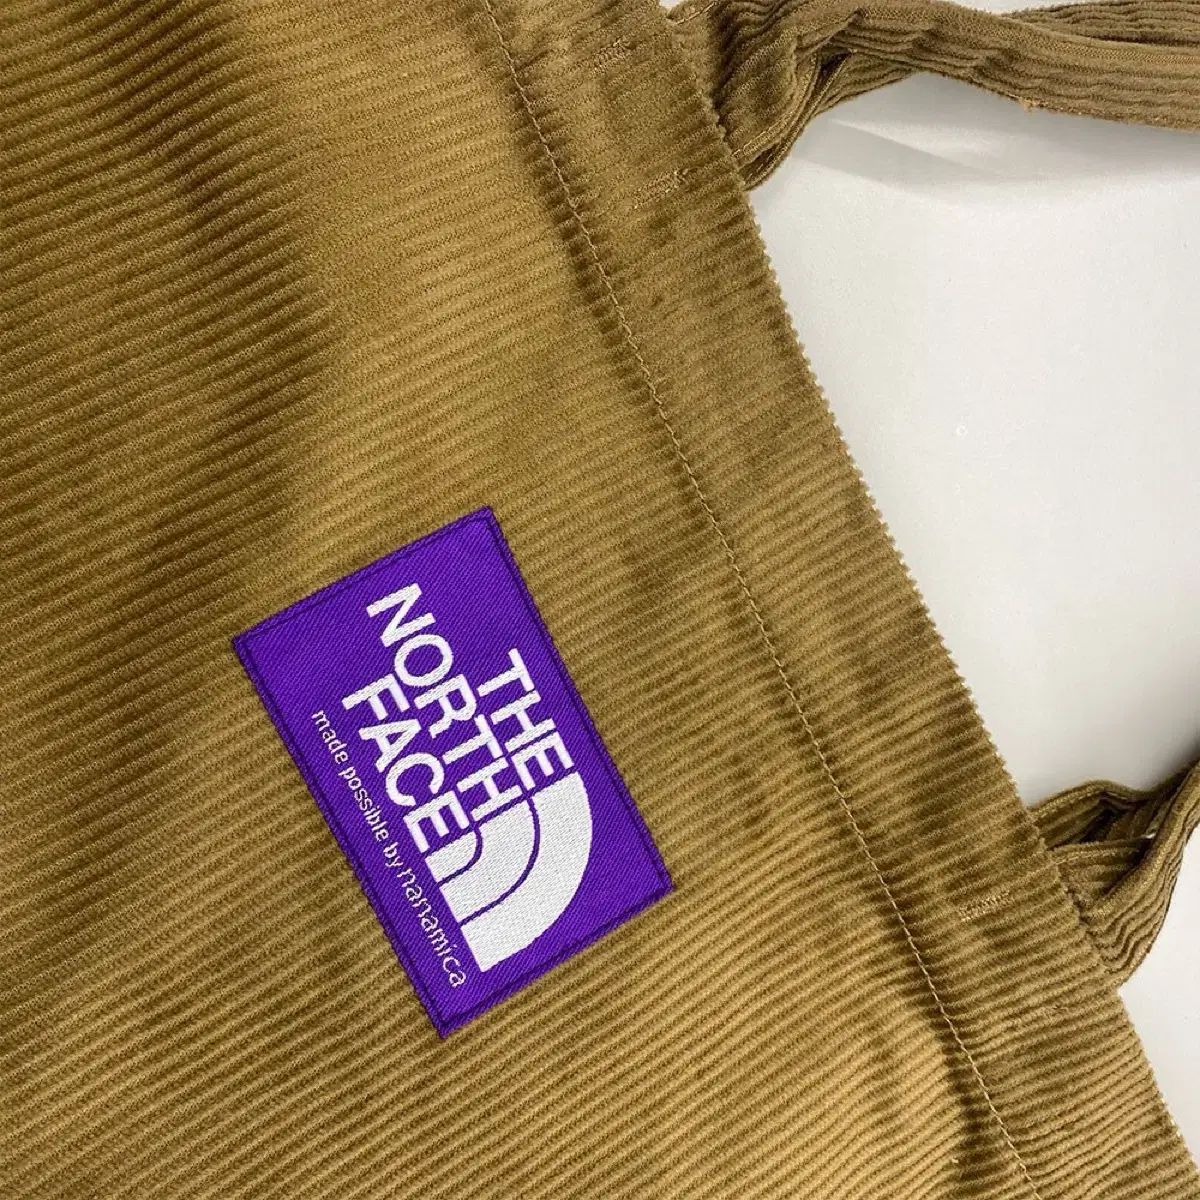 THE
NORTH
FACE
made possible by nanamica